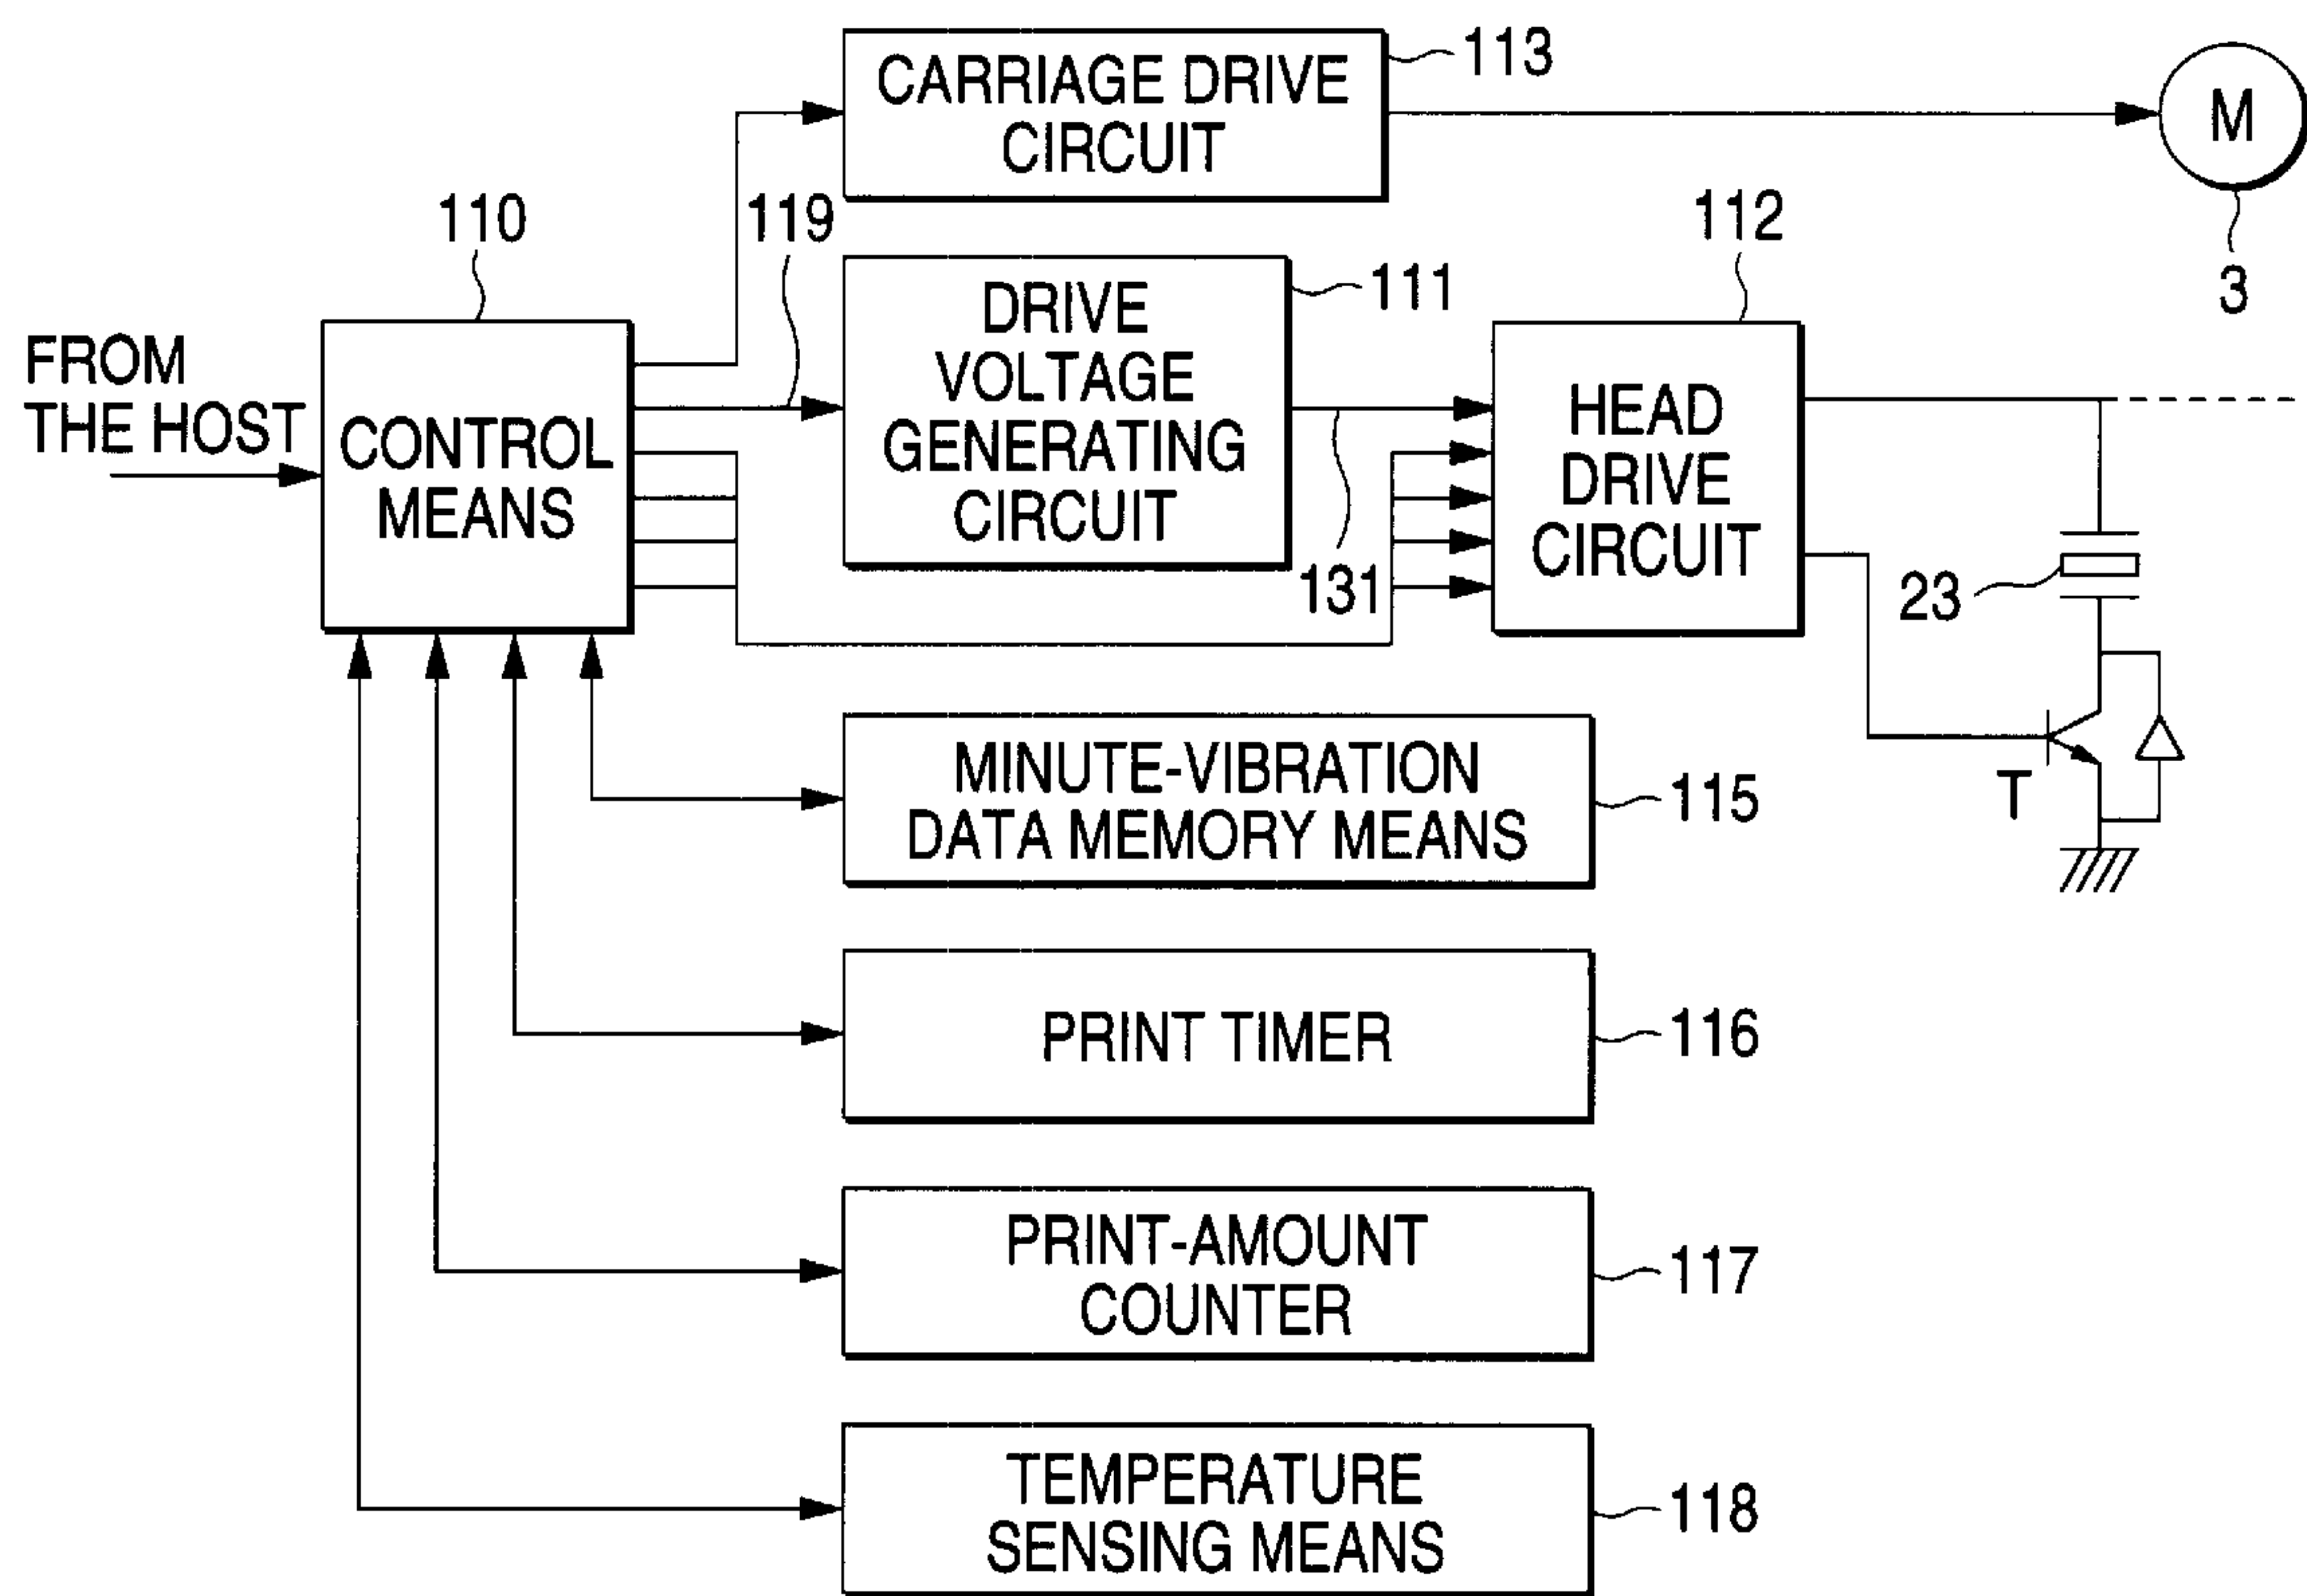 CARRIAGE DRIVE
CIRCUIT
113
M
3
110
119
FROM
THE HOST
CONTROL
MEANS
DRIVE
VOLTAGE
GENERATING
CIRCUIT
111
131
112
HEAD
DRIVE
CIRCUIT
23
T
MINUTE-VIBRATION
DATA MEMORY MEANS
115
PRINT TIMER
116
PRINT-AMOUNT
COUNTER
117
TEMPERATURE
SENSING MEANS
118